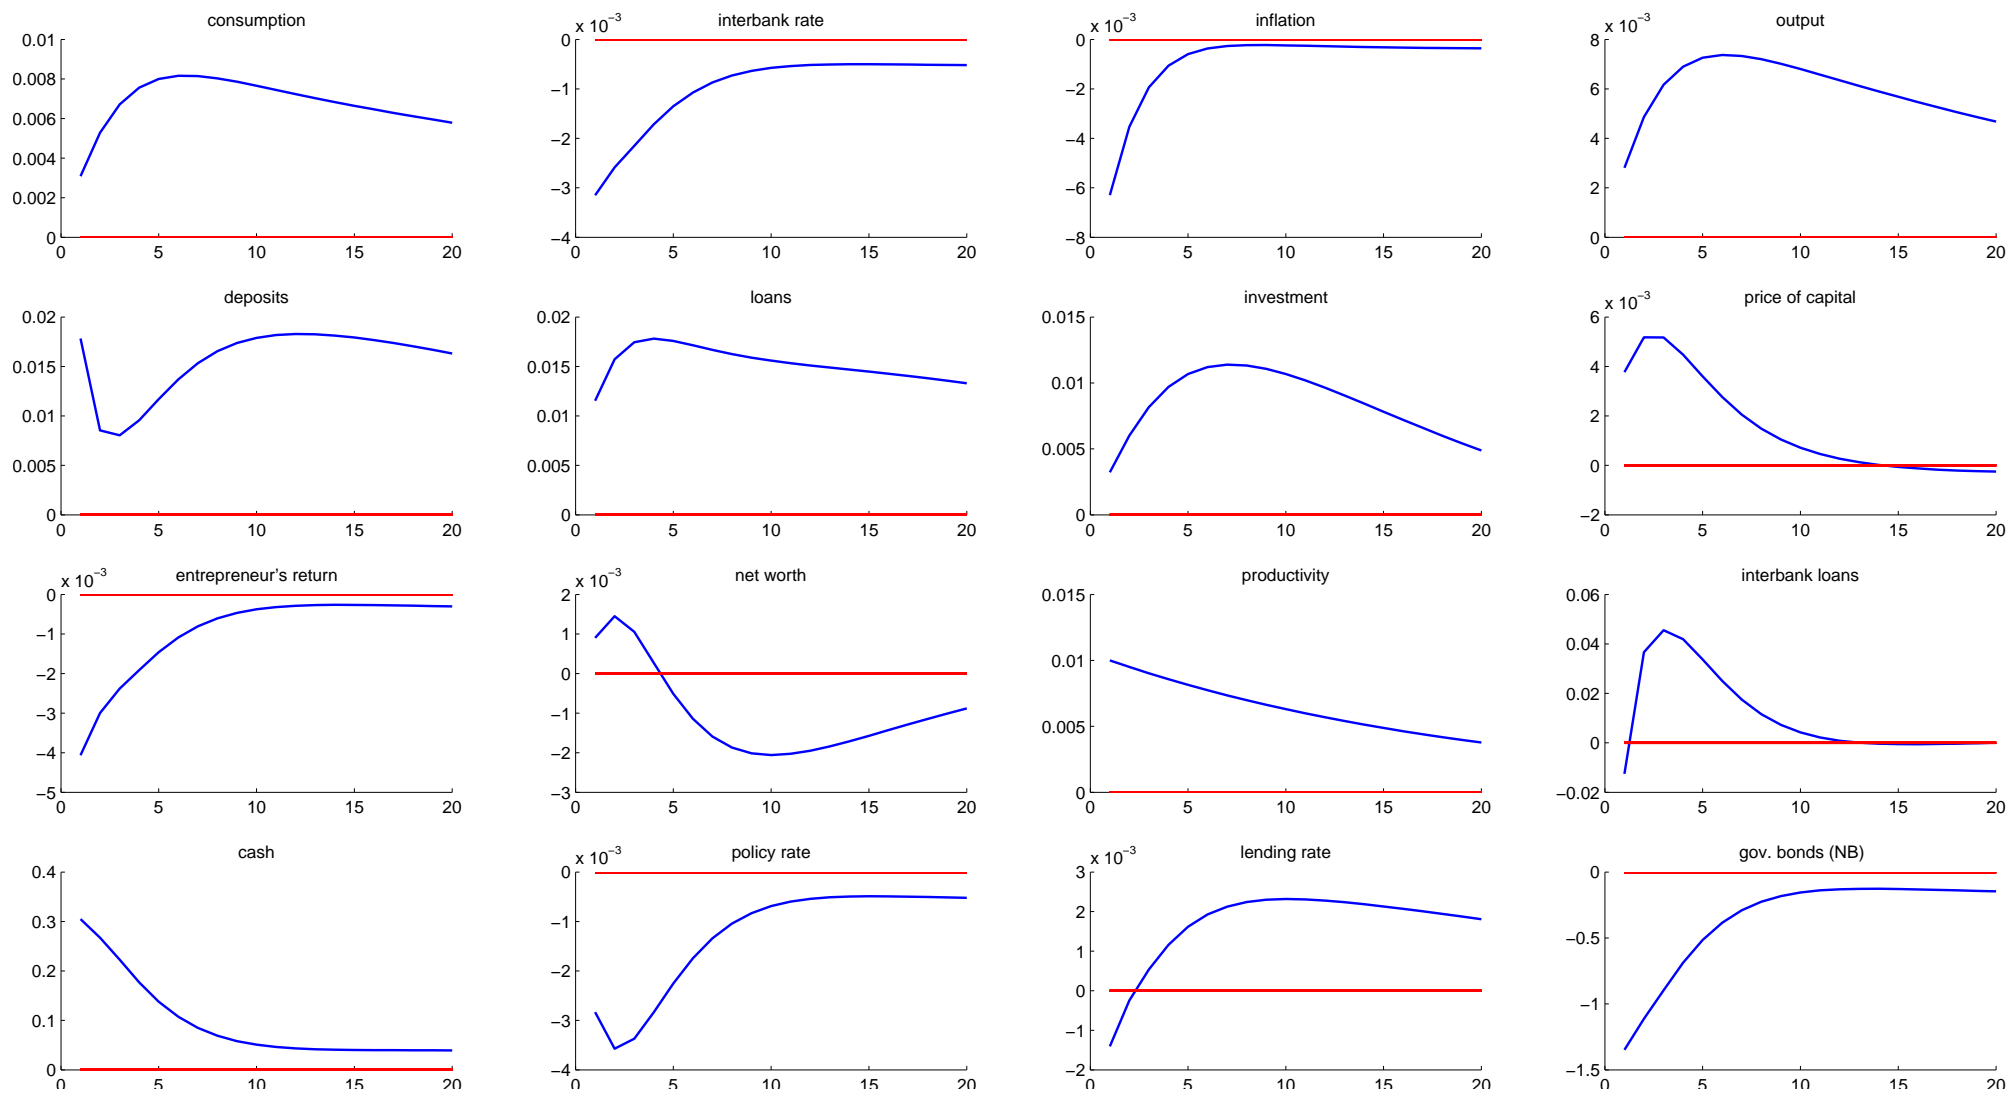 consumption
0.01
0.008
0.006
0.004
0.002
0
0 5 10 15 20
interbank rate
x 10⁻³
0
−1
−2
−3
−4
0 5 10 15 20
inflation
x 10⁻³
0
−2
−4
−6
−8
0 5 10 15 20
output
x 10⁻³
8
6
4
2
0
0 5 10 15 20
deposits
0.02
0.015
0.01
0.005
0
0 5 10 15 20
loans
0.02
0.015
0.01
0.005
0
0 5 10 15 20
investment
0.015
0.01
0.005
0
0 5 10 15 20
price of capital
x 10⁻³
6
4
2
0
−2
0 5 10 15 20
entrepreneur's return
x 10⁻³
0
−1
−2
−3
−4
−5
0 5 10 15 20
net worth
x 10⁻³
2
1
0
−1
−2
−3
0 5 10 15 20
productivity
0.015
0.01
0.005
0
0 5 10 15 20
interbank loans
0.06
0.04
0.02
0
−0.02
0 5 10 15 20
cash
0.4
0.3
0.2
0.1
0
0 5 10 15 20
policy rate
x 10⁻³
0
−1
−2
−3
−4
0 5 10 15 20
lending rate
x 10⁻³
3
2
1
0
−1
−2
0 5 10 15 20
gov. bonds (NB)
0
−0.5
−1
−1.5
0 5 10 15 20